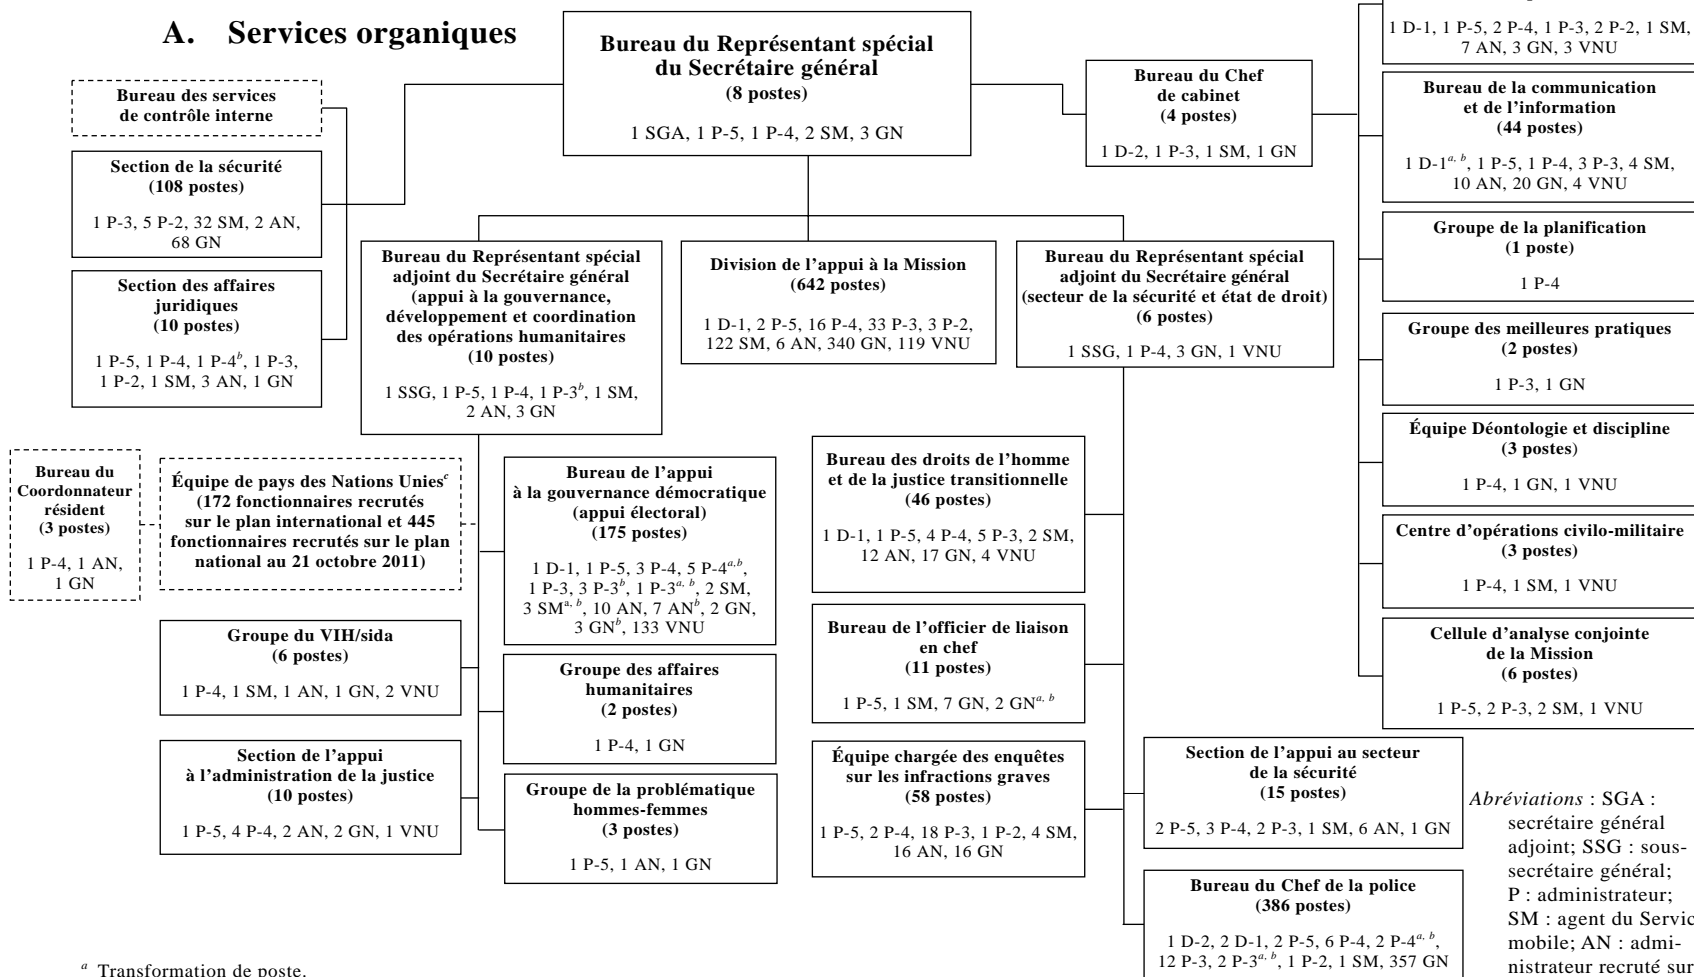 A. Services organiques
Bureau du Représentant spécial
du Secrétaire général
(8 postes)
1 SGA, 1 P-5, 1 P-4, 2 SM, 3 GN
Bureau des services
de contrôle interne
Section de la sécurité
(108 postes)
1 P-3, 5 P-2, 32 SM, 2 AN,
68 GN
Section des affaires
juridiques
(10 postes)
1 P-5, 1 P-4, 1 P-4b, 1 P-3,
1 P-2, 1 SM, 3 AN, 1 GN
Bureau du Chef
de cabinet
(4 postes)
1 D-2, 1 P-3, 1 SM, 1 GN
1 D-1, 1 P-5, 2 P-4, 1 P-3, 2 P-2, 1 SM,
7 AN, 3 GN, 3 VNU
Bureau de la communication
et de l'information
(44 postes)
1 D-1a, b, 1 P-5, 1 P-4, 3 P-3, 4 SM,
10 AN, 20 GN, 4 VNU
Groupe de la planification
(1 poste)
1 P-4
Groupe des meilleures pratiques
(2 postes)
1 P-3, 1 GN
Équipe Déontologie et discipline
(3 postes)
1 P-4, 1 GN, 1 VNU
Centre d'opérations civilo-militaire
(3 postes)
1 P-4, 1 SM, 1 VNU
Cellule d'analyse conjointe
de la Mission
(6 postes)
1 P-5, 2 P-3, 2 SM, 1 VNU
Bureau du Représentant spécial
adjoint du Secrétaire général
(appui à la gouvernance,
développement et coordination
des opérations humanitaires
(10 postes)
1 SSG, 1 P-5, 1 P-4, 1 P-3b, 1 SM,
2 AN, 3 GN
Division de l'appui à la Mission
(642 postes)
1 D-1, 2 P-5, 16 P-4, 33 P-3, 3 P-2,
122 SM, 6 AN, 340 GN, 119 VNU
Bureau du Représentant spécial
adjoint du Secrétaire général
(secteur de la sécurité et état de droit)
(6 postes)
1 SSG, 1 P-4, 3 GN, 1 VNU
Bureau du
Coordonnateur
résident
(3 postes)
1 P-4, 1 AN,
1 GN
Équipe de pays des Nations Uniesc
(172 fonctionnaires recrutés
sur le plan international et 445
fonctionnaires recrutés sur le plan
national au 21 octobre 2011)
Bureau de l'appui
à la gouvernance démocratique
(appui électoral)
(175 postes)
1 D-1, 1 P-5, 3 P-4, 5 P-4a,b,
1 P-3, 3 P-3b, 1 P-3a, b, 2 SM,
3 SMa, b, 10 AN, 7 ANb, 2 GN,
3 GNb, 133 VNU
Groupe du VIH/sida
(6 postes)
1 P-4, 1 SM, 1 AN, 1 GN, 2 VNU
Groupe des affaires
humanitaires
(2 postes)
1 P-4, 1 GN
Section de l'appui
à l'administration de la justice
(10 postes)
1 P-5, 4 P-4, 2 AN, 2 GN, 1 VNU
Groupe de la problématique
hommes-femmes
(3 postes)
1 P-5, 1 AN, 1 GN
Bureau des droits de l'homme
et de la justice transitionnelle
(46 postes)
1 D-1, 1 P-5, 4 P-4, 5 P-3, 2 SM,
12 AN, 17 GN, 4 VNU
Bureau de l'officier de liaison
en chef
(11 postes)
1 P-5, 1 SM, 7 GN, 2 GNa, b
Équipe chargée des enquêtes
sur les infractions graves
(58 postes)
1 P-5, 2 P-4, 18 P-3, 1 P-2, 4 SM,
16 AN, 16 GN
Section de l'appui au secteur
de la sécurité
(15 postes)
2 P-5, 3 P-4, 2 P-3, 1 SM, 6 AN, 1 GN
Bureau du Chef de la police
(386 postes)
1 D-2, 2 D-1, 2 P-5, 6 P-4, 2 P-4a, b,
12 P-3, 2 P-3a, b, 1 P-2, 1 SM, 357 GN
Abréviations : SGA :
secrétaire général
adjoint; SSG : sous-
secrétaire général;
P : administrateur;
SM : agent du Servic
mobile; AN : admi-
nistrateur recruté sur
a Transformation de poste.